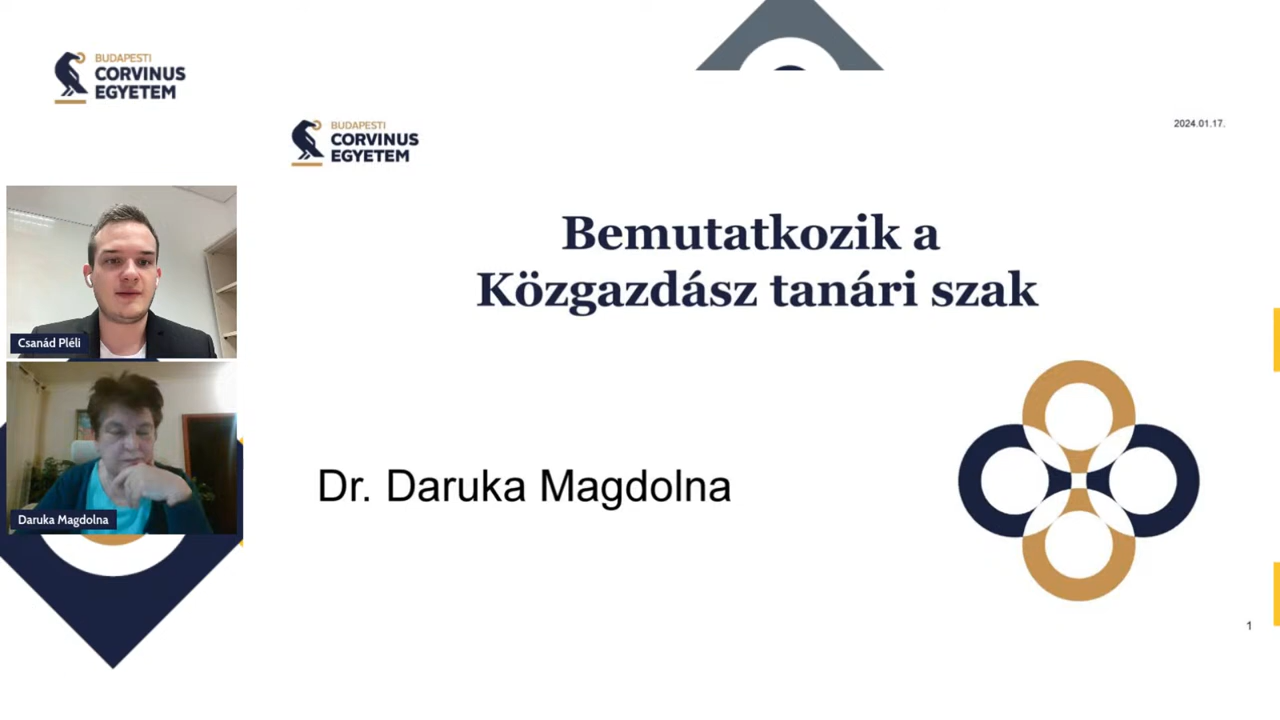 BUDAPESTI
CORVINUS
EGYETEM
BUDAPESTI
CORVINUS
EGYETEM
2024.01.17.
Bemutatkozik a
Közgazdász tanári szak
Csanád Pléli
Dr. Daruka Magdolna
Daruka Magdolna
1